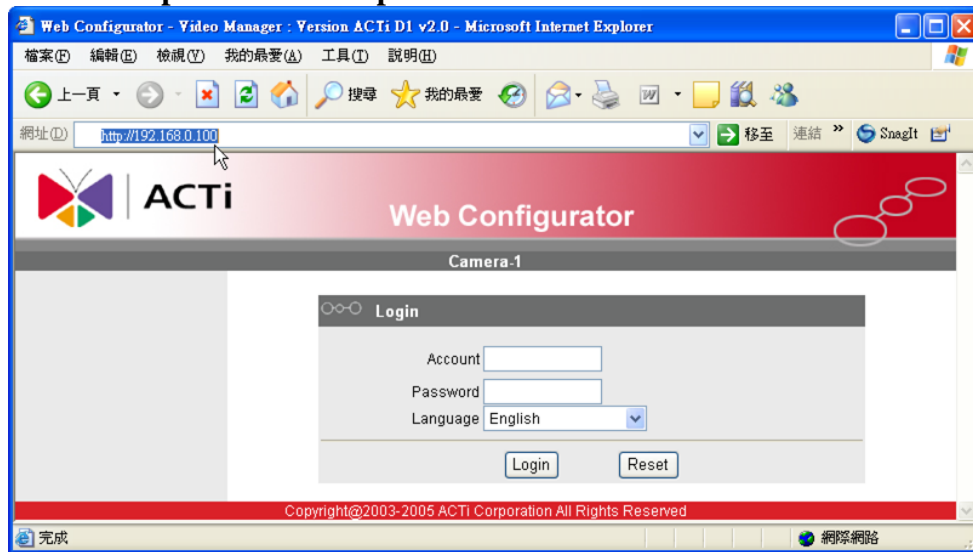 Web Configurator - Video Manager : Version ACTi D1 v2.0 - Microsoft Internet Explorer
檔案(F) 編輯(E) 檢視(V) 我的最愛(A) 工具(T) 說明(H)
上一頁 搜尋 我的最愛
網址(D) http://192.168.0.100 移至 連結 » SnagIt
ACTi
Web Configurator
Camera-1
Login
Account
Password
Language English
Login Reset
Copyright@2003-2005 ACTi Corporation All Rights Reserved
完成 網際網路